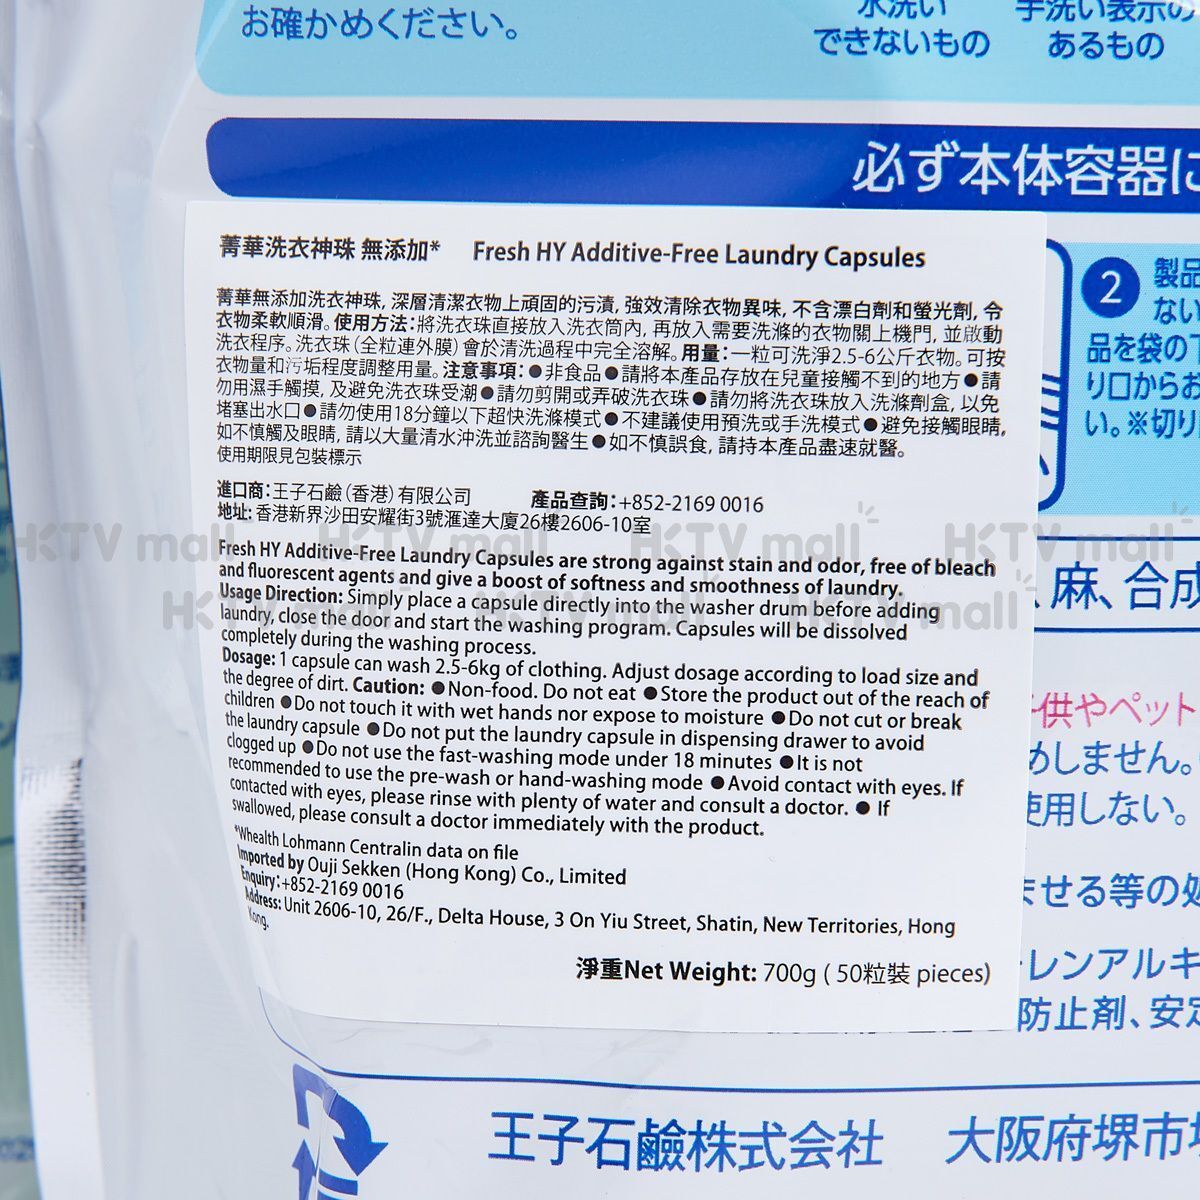 お確かめください。
水洗い
できないもの
手洗い表示の
あるもの
必ず本体容器に
菁華洗衣神珠 無添加* Fresh HY Additive-Free Laundry Capsules
菁華無添加洗衣神珠, 深層清潔衣物上頑固的污漬, 強效清除衣物異味, 不含漂白劑和螢光劑, 令
衣物柔軟順滑。使用方法：將洗衣珠直接放入洗衣筒內, 再放入需要洗滌的衣物關上機門, 並啟動
洗衣程序。洗衣珠（全粒連外膜）會於清洗過程中完全溶解。用量：一粒可洗淨2.5-6公斤衣物。可按
衣物量和污垢程度調整用量。注意事項：●非食品●請將本產品存放在兒童接觸不到的地方●請
勿用濕手觸摸, 及避免洗衣珠受潮●請勿剪開或弄破洗衣珠●請勿將洗衣珠放入洗滌劑盒, 以免
堵塞出水口●請勿使用18分鐘以下超快洗滌模式●不建議使用預洗或手洗模式●避免接觸眼睛,
如不慎觸及眼睛, 請以大量清水沖洗並諮詢醫生●如不慎誤食, 請持本產品盡速就醫。
使用期限見包裝標示
進口商：王子石鹼（香港）有限公司 產品查詢：+852-2169 0016
地址：香港新界沙田安耀街3號滙達大廈26樓2606-10室
Fresh HY Additive-Free Laundry Capsules are strong against stain and odor, free of bleach
and fluorescent agents and give a boost of softness and smoothness of laundry.
Usage Direction: Simply place a capsule directly into the washer drum before adding
laundry, close the door and start the washing program. Capsules will be dissolved
completely during the washing process.
Dosage: 1 capsule can wash 2.5-6kg of clothing. Adjust dosage according to load size and
the degree of dirt. Caution: ●Non-food. Do not eat ●Store the product out of the reach of
children ●Do not touch it with wet hands nor expose to moisture ●Do not cut or break
the laundry capsule ●Do not put the laundry capsule in dispensing drawer to avoid
clogged up ●Do not use the fast-washing mode under 18 minutes ●It is not
recommended to use the pre-wash or hand-washing mode ●Avoid contact with eyes. If
contacted with eyes, please rinse with plenty of water and consult a doctor. ● If
swallowed, please consult a doctor immediately with the product.
*Whealth Lohmann Centralin data on file
Imported by Ouji Sekken (Hong Kong) Co., Limited
Enquiry: +852-2169 0016
Address: Unit 2606-10, 26/F., Delta House, 3 On Yiu Street, Shatin, New Territories, Hong
Kong.
淨重Net Weight: 700g ( 50粒裝 pieces)
2
製品
ない
品を袋の下
り口からお
い。※切り
、麻、合成
供やペット
めしません。
使用しない。
ませる等の処
レンアルキ
防止剤、安定
王子石鹼株式会社 大阪府堺市堺
HKTV mall HKTV mall HKTV mall HKTV mall
HKTV mall HKTV mall HKTV mall